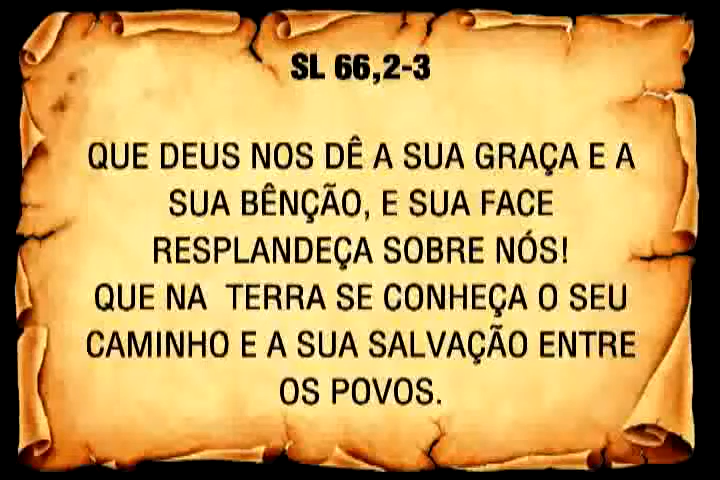 SL 66,2-3
QUE DEUS NOS DÊ A SUA GRAÇA E A
SUA BÊNÇÃO, E SUA FACE
RESPLANDEÇA SOBRE NÓS!
QUE NA TERRA SE CONHEÇA O SEU
CAMINHO E A SUA SALVAÇÃO ENTRE
OS POVOS.